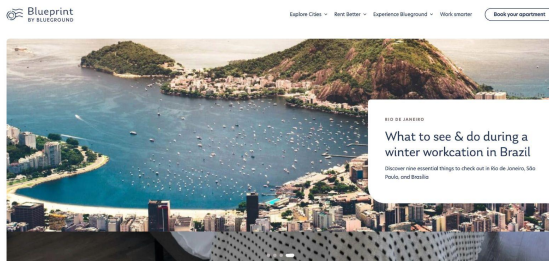 Blueprint
BY BLUEGROUND
Explore Cities
Rent Better
Experience Blueground
Work smarter
Book your apartment
RIO DE JANEIRO
What to see & do during a
winter workcation in Brazil
Discover nine essential things to check out in Rio de Janeiro, São
Paulo, and Brasília